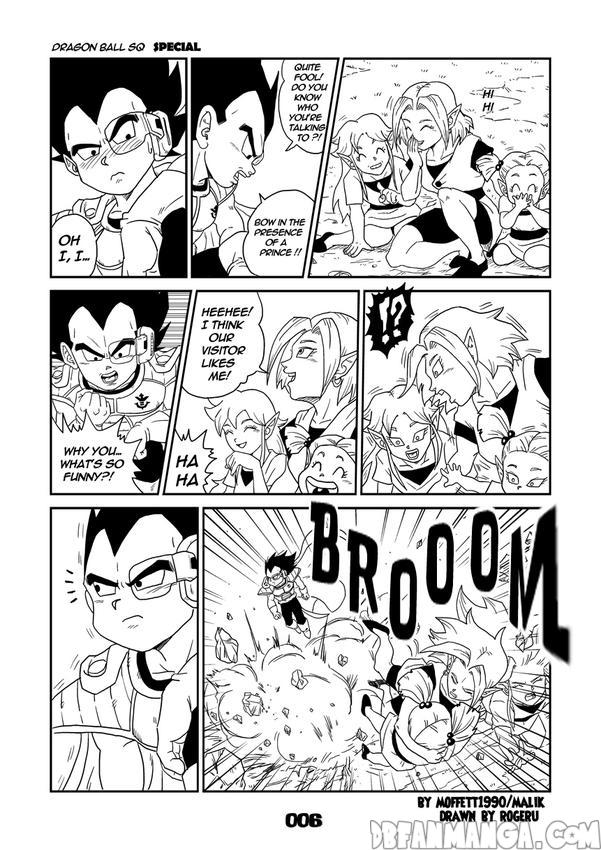 DRAGON BALL SQ SPECIAL
OH
I, I...
QUITE
FOOL!
DO YOU
KNOW
WHO
YOU'RE
TALKING
TO ?!
BOW IN THE
PRESENCE
OF A
PRINCE !!
HI
HI
WHY YOU...
WHAT'S SO
FUNNY?!
HEEHEE!
I THINK
OUR
VISITOR
LIKES
ME!
HA
HA
!?
BROOOM
BY MOFFETT1990/MALIK
DRAWN BY ROGERU
006
DBFANMANGA.COM